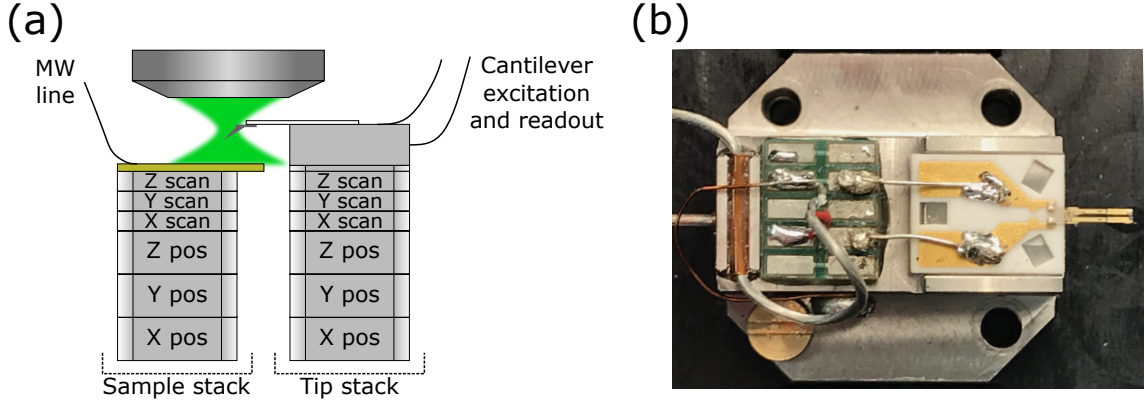 (a)
MW
line
Cantilever
excitation
and readout
Z scan
Y scan
X scan
Z pos
Y pos
X pos
Sample stack
Z scan
Y scan
X scan
Z pos
Y pos
X pos
Tip stack
(b)